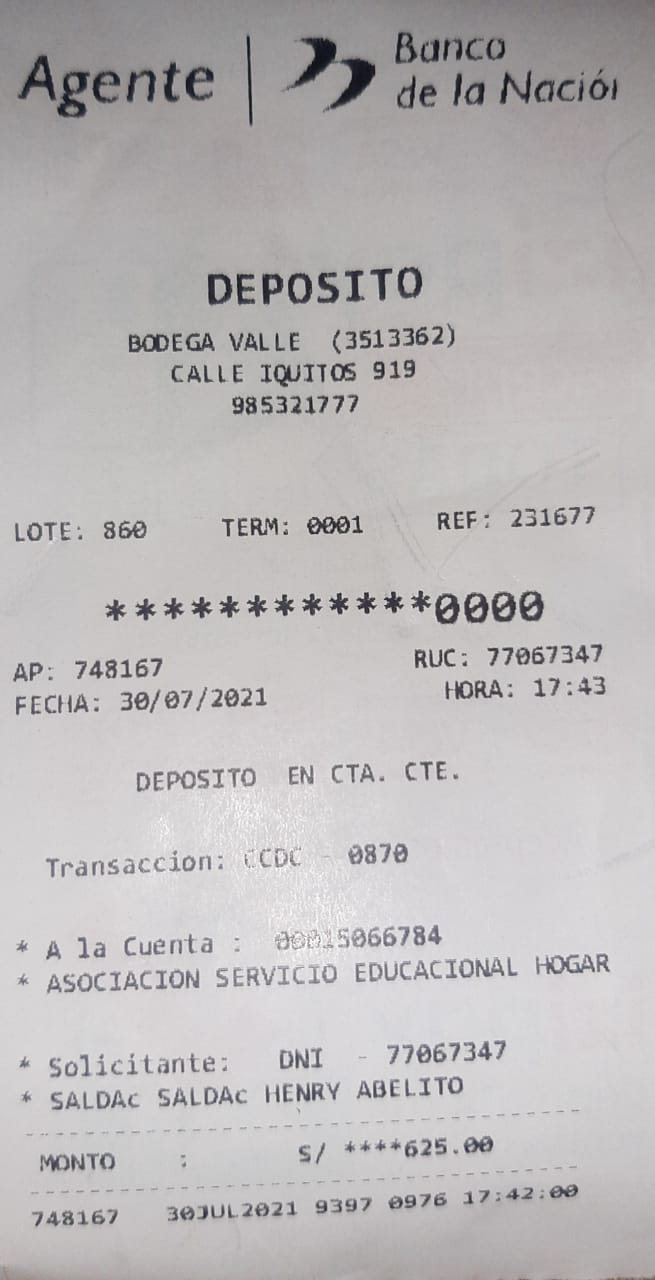 Agente
Banco
de la Nación
DEPOSITO
BODEGA VALLE (3513362)
CALLE IQUITOS 919
985321777
LOTE: 860 TERM: 0001 REF: 231677
************0000
AP: 748167 RUC: 77067347
FECHA: 30/07/2021 HORA: 17:43
DEPOSITO EN CTA. CTE.
Transaccion: CCDC - 0870
* A la Cuenta : 00015066784
* ASOCIACION SERVICIO EDUCACIONAL HOGAR
* Solicitante: DNI - 77067347
* SALDAc SALDAc HENRY ABELITO
MONTO : S/ ****625.00
748167 30JUL2021 9397 0976 17:42:00